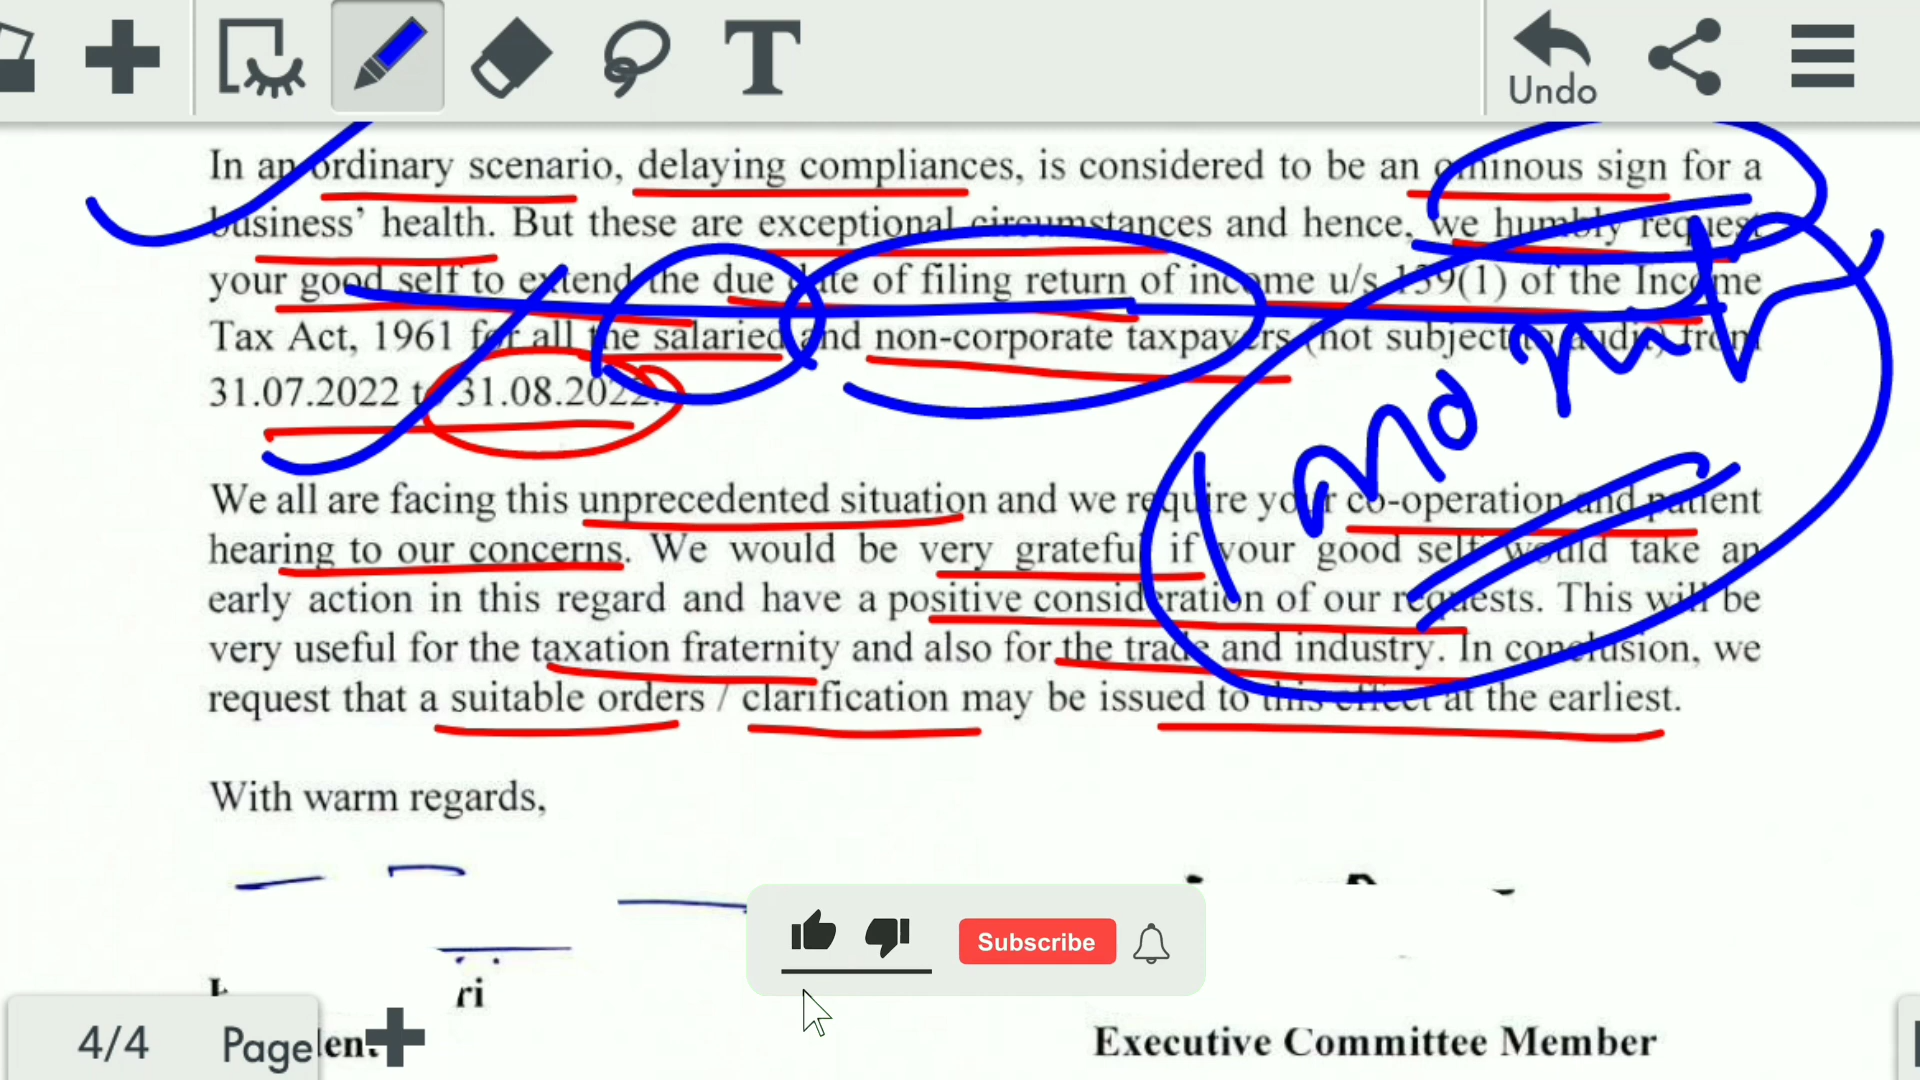 T
Undo
In an ordinary scenario, delaying compliances, is considered to be an ominous sign for a
business' health. But these are exceptional circumstances and hence, we humbly request
your good self to extend the due date of filing return of income u/s 139(1) of the Income
Tax Act, 1961 for all the salaried and non-corporate taxpayers (not subject to audit) from
31.07.2022 to 31.08.2022.
We all are facing this unprecedented situation and we require your co-operation and patient
hearing to our concerns. We would be very grateful if your good self would take an
early action in this regard and have a positive consideration of our requests. This will be
very useful for the taxation fraternity and also for the trade and industry. In conclusion, we
request that a suitable orders / clarification may be issued to this effect at the earliest.
With warm regards,
Subscribe
ri
4/4 Page
Executive Committee Member